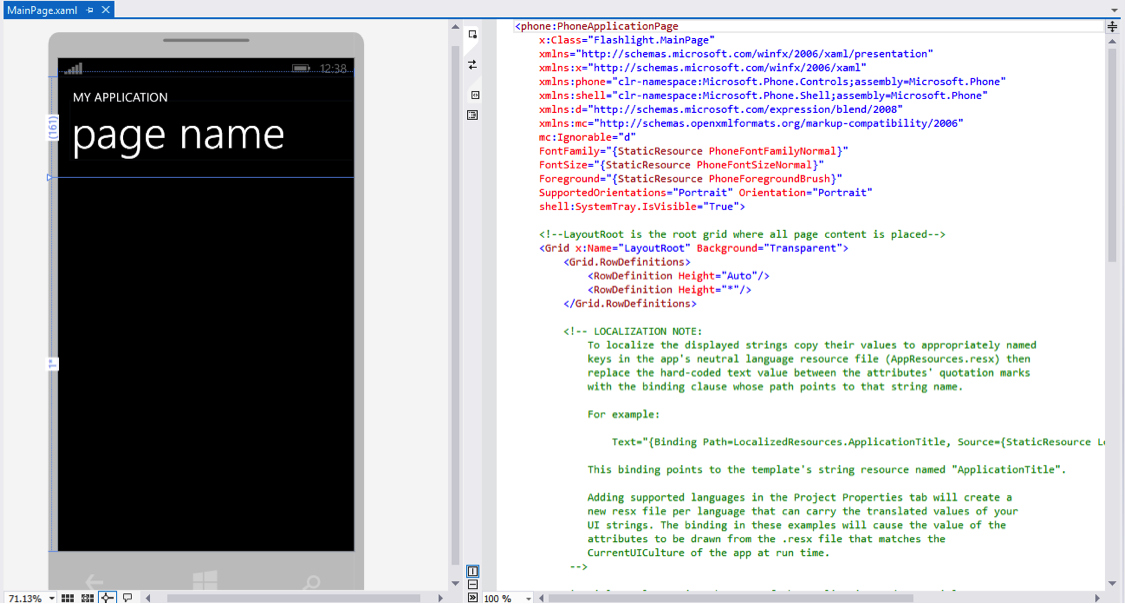 MainPage.xaml
12:38
MY APPLICATION
page name
(161)
1*
71.13%
<phone:PhoneApplicationPage
x:Class="Flashlight.MainPage"
xmlns="http://schemas.microsoft.com/winfx/2006/xaml/presentation"
xmlns:x="http://schemas.microsoft.com/winfx/2006/xaml"
xmlns:phone="clr-namespace:Microsoft.Phone.Controls;assembly=Microsoft.Phone"
xmlns:shell="clr-namespace:Microsoft.Phone.Shell;assembly=Microsoft.Phone"
xmlns:d="http://schemas.microsoft.com/expression/blend/2008"
xmlns:mc="http://schemas.openxmlformats.org/markup-compatibility/2006"
mc:Ignorable="d"
FontFamily="{StaticResource PhoneFontFamilyNormal}"
FontSize="{StaticResource PhoneFontSizeNormal}"
Foreground="{StaticResource PhoneForegroundBrush}"
SupportedOrientations="Portrait" Orientation="Portrait"
shell:SystemTray.IsVisible="True">
<!--LayoutRoot is the root grid where all page content is placed-->
<Grid x:Name="LayoutRoot" Background="Transparent">
<Grid.RowDefinitions>
<RowDefinition Height="Auto"/>
<RowDefinition Height="*"/>
</Grid.RowDefinitions>
<!-- LOCALIZATION NOTE:
To localize the displayed strings copy their values to appropriately named
keys in the app's neutral language resource file (AppResources.resx) then
replace the hard-coded text value between the attributes' quotation marks
with the binding clause whose path points to that string name.
For example:
Text="{Binding Path=LocalizedResources.ApplicationTitle, Source={StaticResource
This binding points to the template's string resource named "ApplicationTitle".
Adding supported languages in the Project Properties tab will create a
new resx file per language that can carry the translated values of your
UI strings. The binding in these examples will cause the value of the
attributes to be drawn from the .resx file that matches the
CurrentUICulture of the app at run time.
-->
100 %